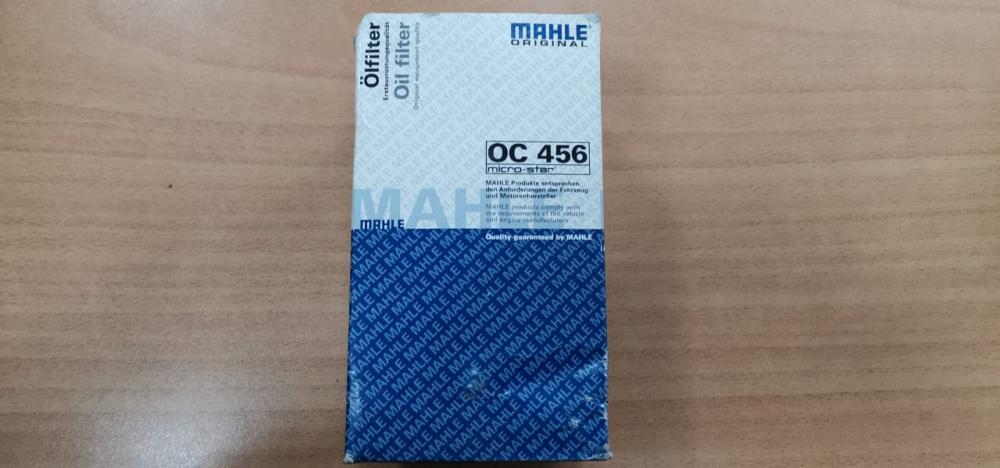 Ölfilter
Erstausrüstungsqualität
Oil filter
Original equipment quality
MAHLE
ORIGINAL
OC 456
micro-star
MAHLE Produkte entsprechen
den Anforderungen der Fahrzeug
und Motorenhersteller
MAHLE products comply with
the requirements of the vehicle
and engine manufacturers
MAH
MAHLE
Quality guaranteed by MAHLE